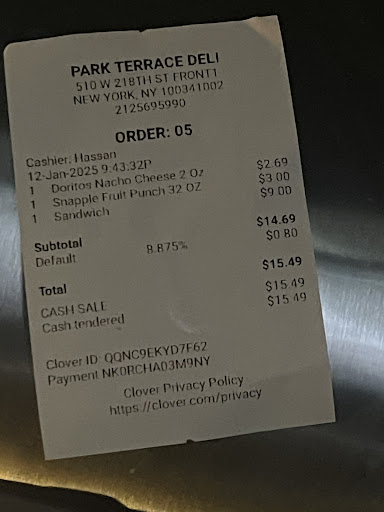 PARK TERRACE DELI
510 W 218TH ST FRONT1
NEW YORK, NY 100341002
2125695990
ORDER: 05
Cashier: Hassan
12-Jan-2025 9:43:32P
1 Doritos Nacho Cheese 2 Oz $2.69
1 Snapple Fruit Punch 32 OZ $3.00
1 Sandwich $9.00
Subtotal $14.69
Default 8.875% $0.80
Total $15.49
CASH SALE $15.49
Cash tendered $15.49
Clover ID: QQNC9EKYD7F62
Payment NK0RCHA03M9NY
Clover Privacy Policy
https://clover.com/privacy